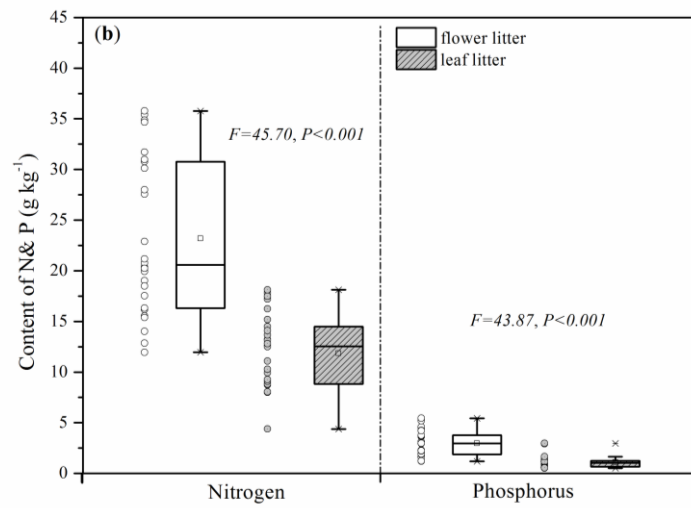 45
40
35
30
25
20
15
10
5
0
Content of N& P (g kg⁻¹)
(b)
flower litter
leaf litter
F=45.70, P<0.001
F=43.87, P<0.001
Nitrogen
Phosphorus